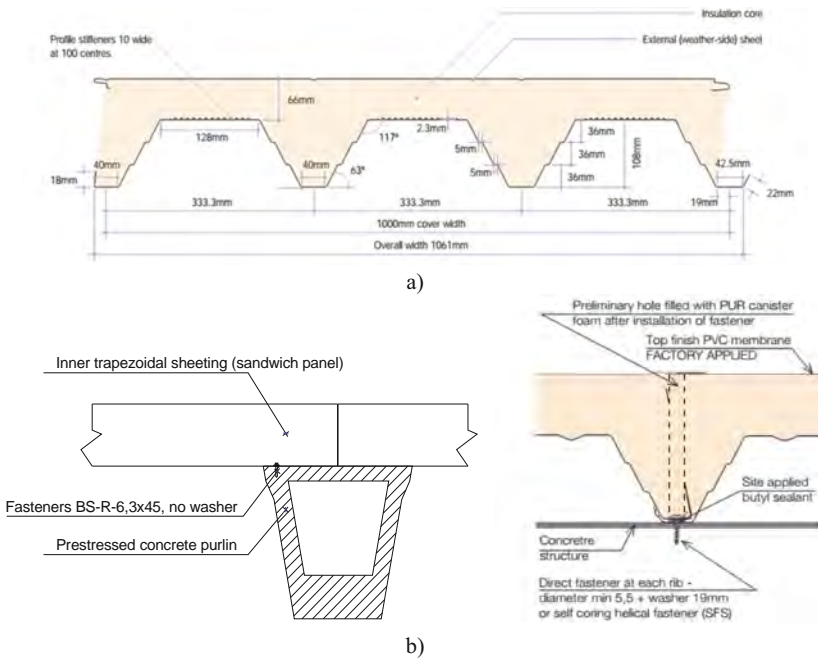 Insulation core
Profile stiffeners 10 wide
at 100 centres.
External (weather-side) sheet
66mm
128mm
117º
2.3mm
36mm
5mm
36mm
108mm
40mm
40mm
63º
5mm
36mm
42.5mm
18mm
333.3mm
333.3mm
333.3mm
19mm
22mm
1000mm cover width
Overall width 1061mm
a)
Preliminary hole filled with PUR canister
foam after installation of fastener
Top finish PVC membrane
FACTORY APPLIED
Inner trapezoidal sheeting (sandwich panel)
Fasteners BS-R-6,3x45, no washer
Prestressed concrete purlin
Site applied
butyl sealant
Concretre
structure
Direct fastener at each rib -
diameter min 5,5 + washer 19mm
or self coring helical fastener (SFS)
b)